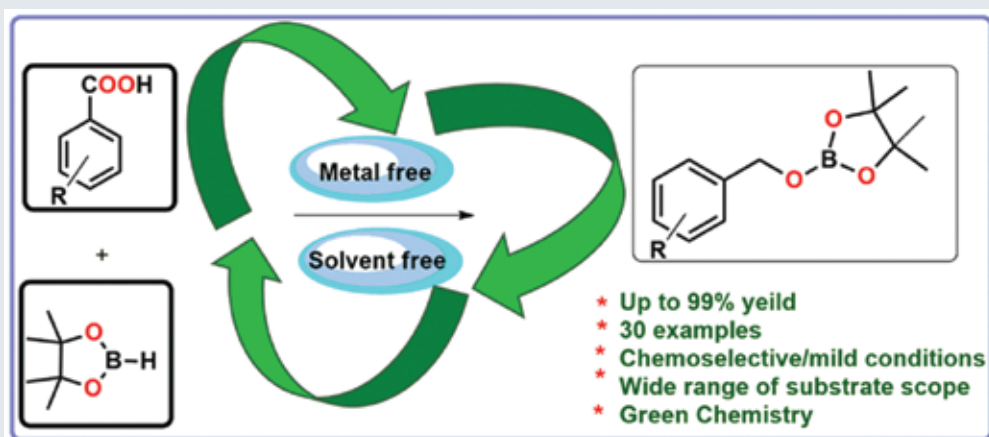 COOH
R
+
O
B-H
O
Metal free
Solvent free
O
B
O
O
R
* Up to 99% yeild
* 30 examples
* Chemoselective/mild conditions
* Wide range of substrate scope
* Green Chemistry